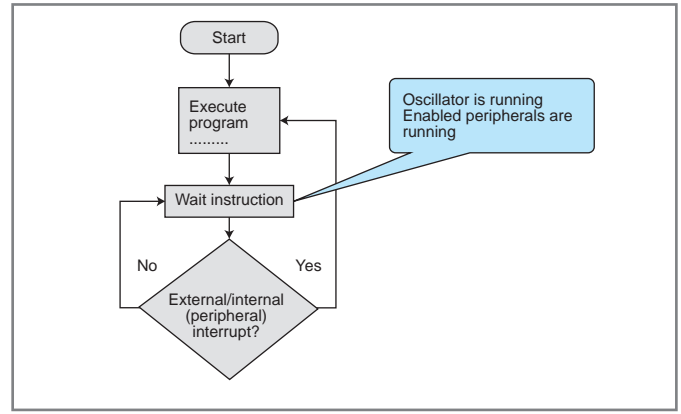 Start
Execute
program
.........
Oscillator is running
Enabled peripherals are
running
Wait instruction
No
Yes
External/internal
(peripheral)
interrupt?